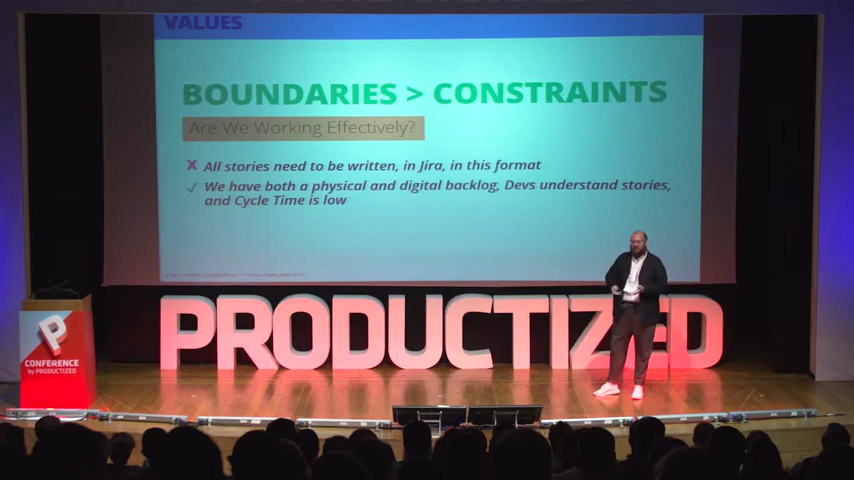 VALUES
BOUNDARIES > CONSTRAINTS
Are We Working Effectively?
X All stories need to be written, in Jira, in this format
✓ We have both a physical and digital backlog, Devs understand stories,
and Cycle Time is low
PRODUCTIZED
P
CONFERENCE
by PRODUCTIZED